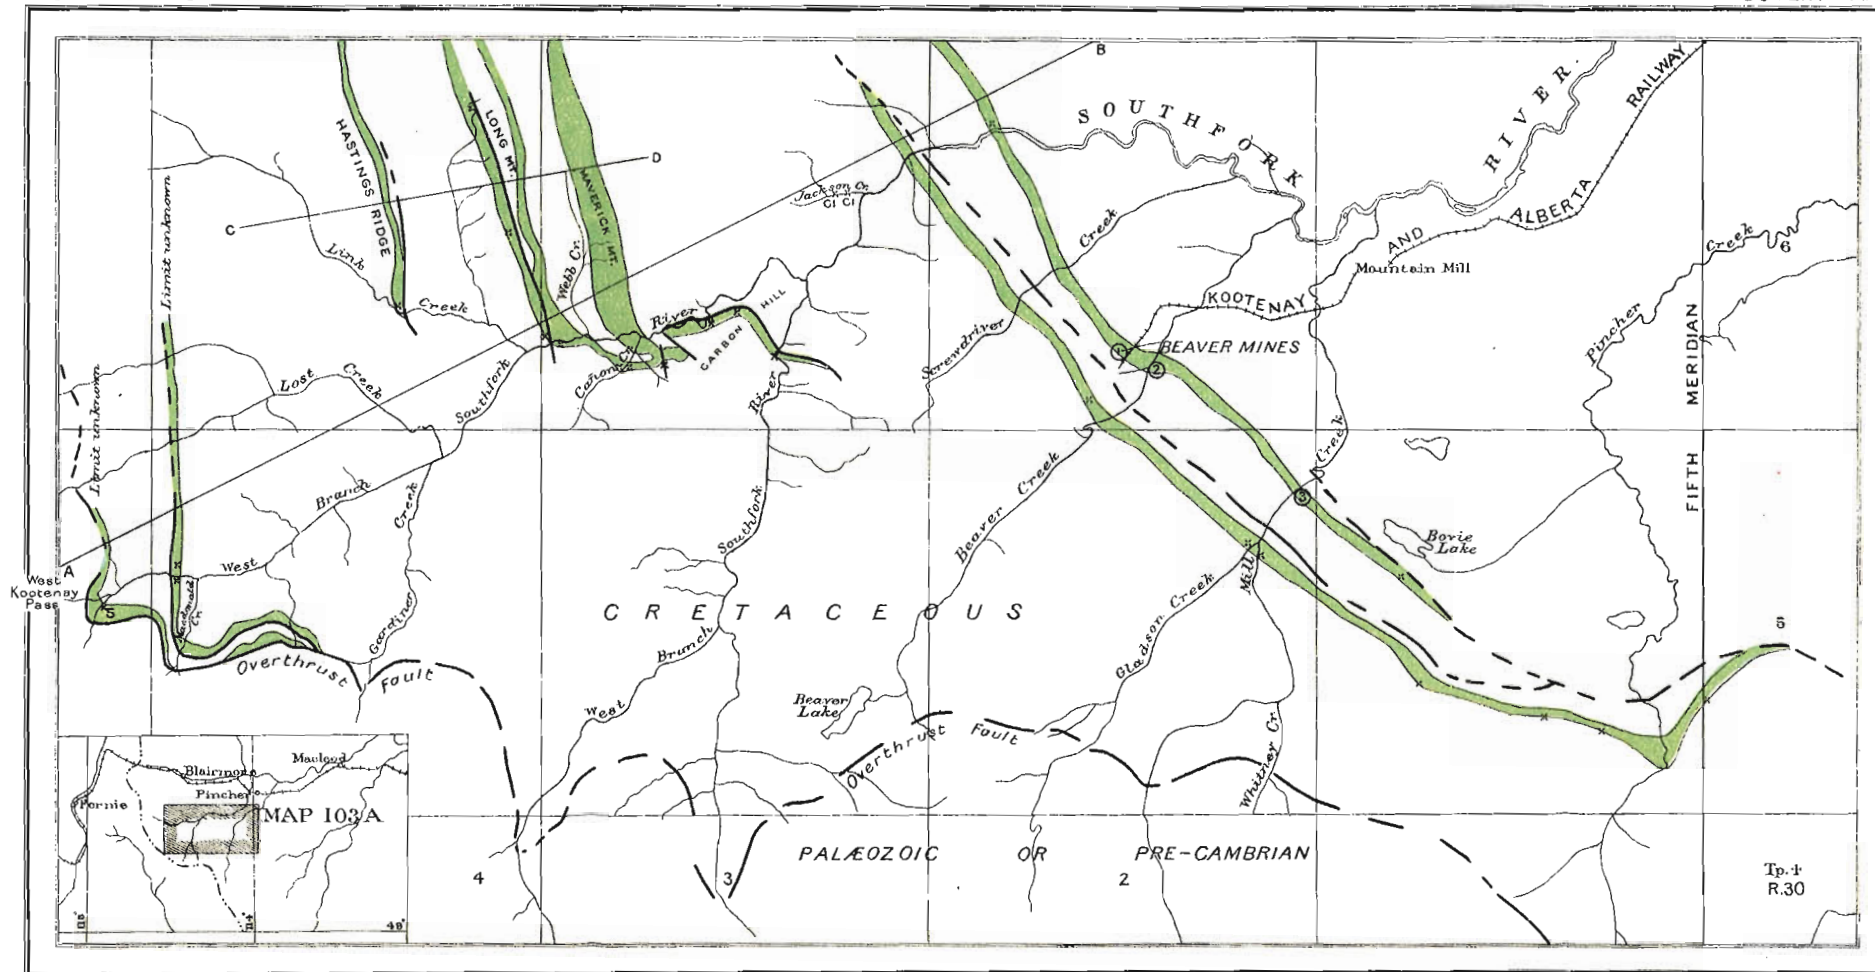 B
SOUTHFORK
RIVER.
KOOTENAY
AND
ALBERTA
RAILWAY
HASTINGS RIDGE
LONG MT.
MAVERICK MT.
D
C
Jackson Cr.
Cl Cl
Creek
6
Limit unknown
Link
Creek
Webb Cr.
River
CARBON HILL
Mountain Mill
Pincher
Creek
Screwdriver
1
BEAVER MINES
2
FIFTH MERIDIAN
Limit unknown
Lost
Creek
Southfork
Cañon Cr.
River
Creek
Branch
Creek
Southfork
Beaver
Creek
3
Bovie
Lake
A
West
Kootenay
Pass
5
West
Gardiner
CRETACEOUS
Gladson Creek
Mill
Branch
West
5
Overthrust
Fault
Beaver
Lake
Overthrust
Fault
Whitney Cr.
Blairmore
Macleod
Pincher
Fernie
MAP 103A
49°
PALÆOZOIC OR PRE-CAMBRIAN
4
3
2
Tp.4
R.30